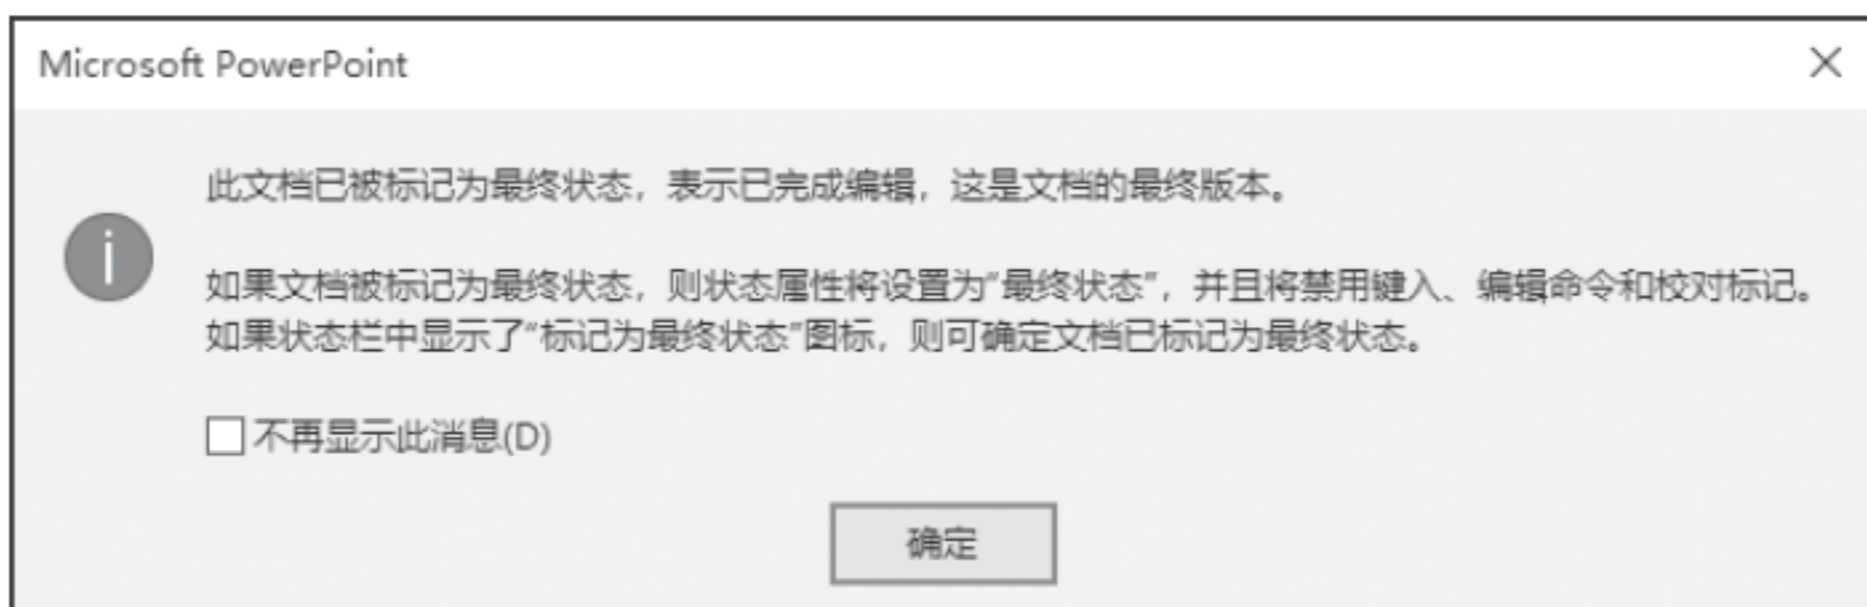 Microsoft PowerPoint
此文档已被标记为最终状态，表示已完成编辑，这是文档的最终版本。
如果文档被标记为最终状态，则状态属性将设置为“最终状态”，并且将禁用键入、编辑命令和校对标记。
如果状态栏中显示了“标记为最终状态”图标，则可确定文档已标记为最终状态。
不再显示此消息(D)
确定